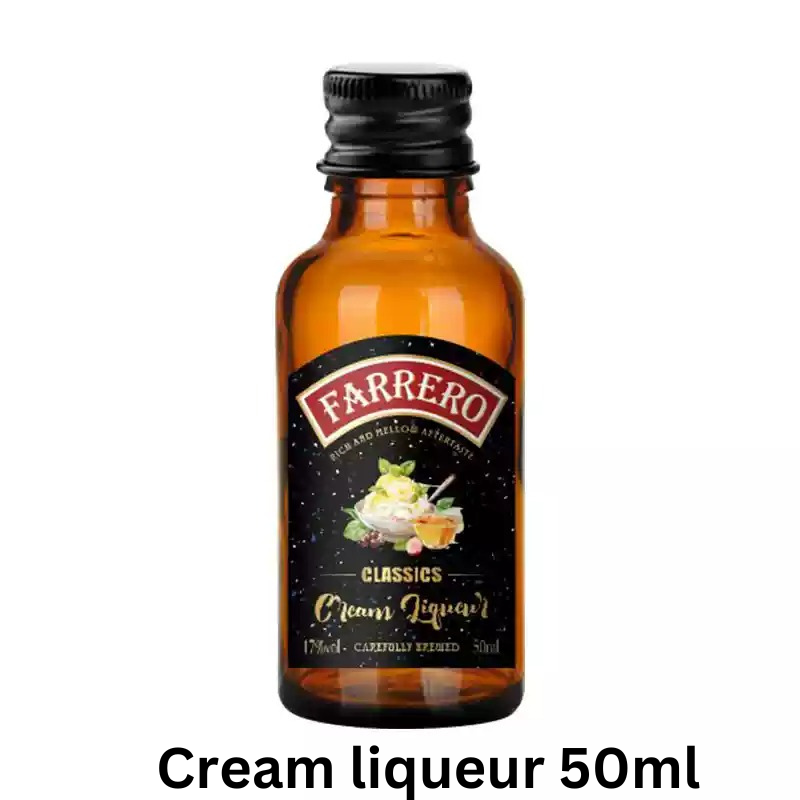 FARRERO
RICH AND MELLOW AFTERTASTE
CLASSICS
Cream Liqueur
17%vol - CAREFULLY BREWED 50ml
Cream liqueur 50ml